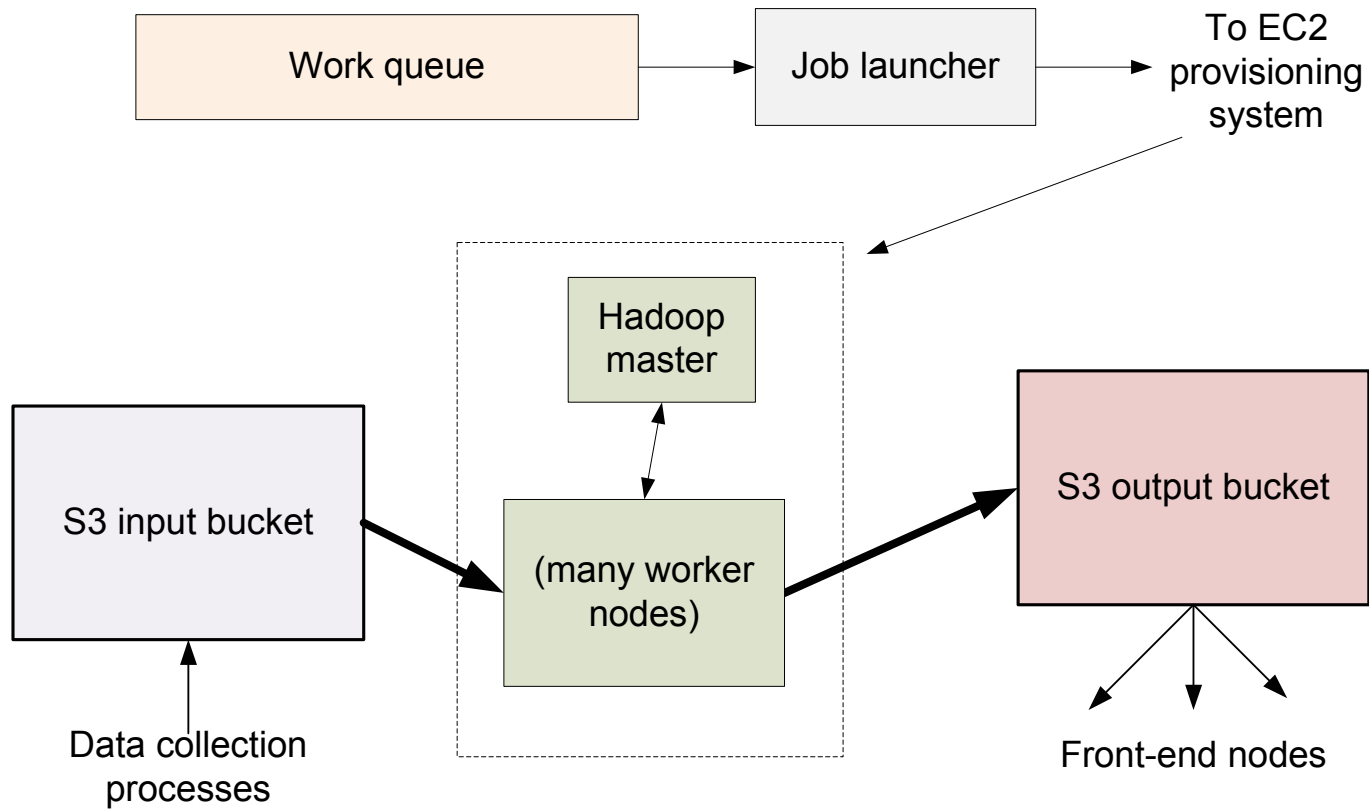 Work queue
Job launcher
To EC2
provisioning
system
Hadoop
master
S3 input bucket
(many worker
nodes)
S3 output bucket
Data collection
processes
Front-end nodes